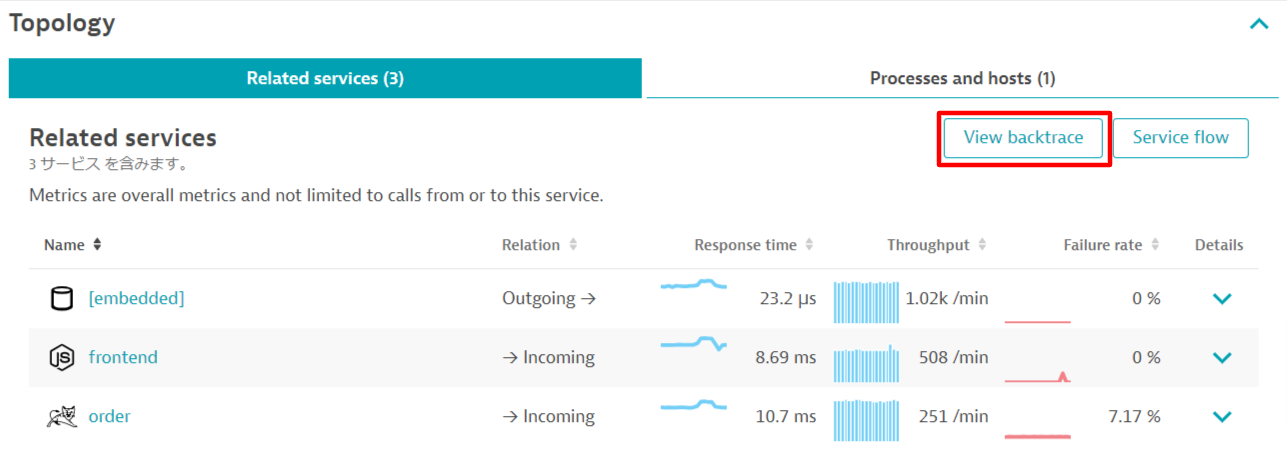 Topology
Related services (3) Processes and hosts (1)
Related services View backtrace Service flow
3 サービス を含みます。
Metrics are overall metrics and not limited to calls from or to this service.
Name Relation Response time Throughput Failure rate Details
[embedded] Outgoing → 23.2 µs 1.02k /min 0 %
JS frontend → Incoming 8.69 ms 508 /min 0 %
order → Incoming 10.7 ms 251 /min 7.17 %